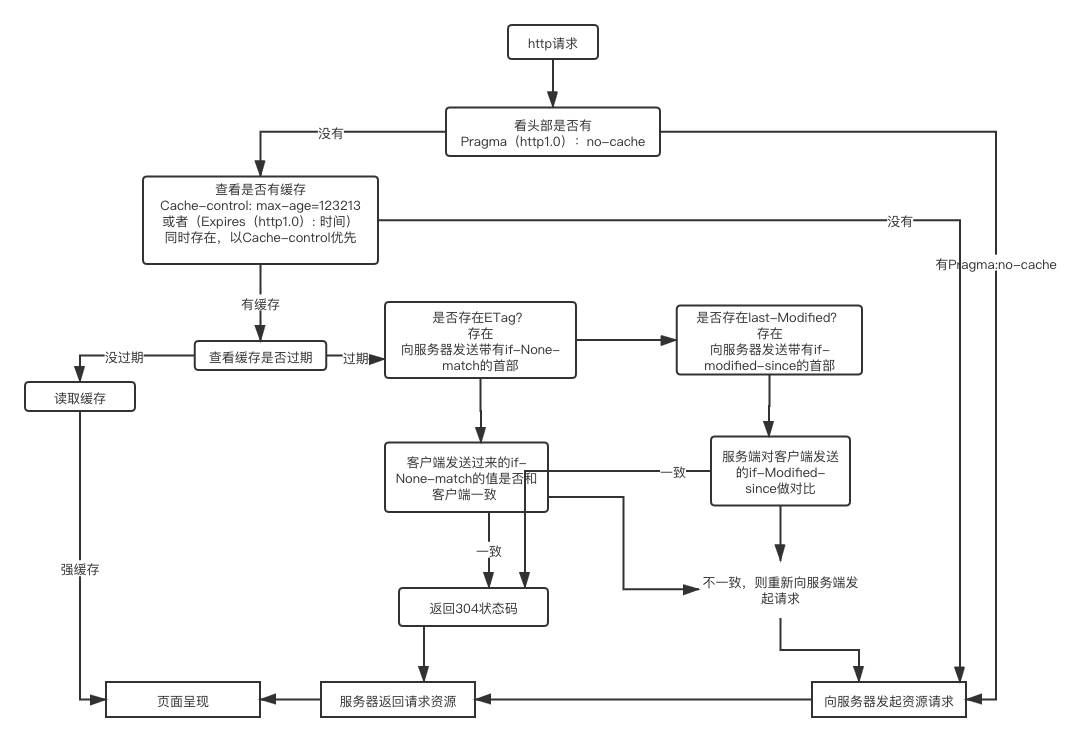 http请求
看头部是否有
Pragma（http1.0）：no-cache
没有
查看是否有缓存
Cache-control: max-age=123213
或者（Expires（http1.0）: 时间）
同时存在，以Cache-control优先
没有
有Pragma:no-cache
有缓存
是否存在ETag?
存在
向服务器发送带有if-None-
match的首部
是否存在last-Modified?
存在
向服务器发送带有if-
modified-since的首部
没过期
查看缓存是否过期
过期
读取缓存
客户端发送过来的if-
None-match的值是否和
客户端一致
一致
服务端对客户端发送
的if-Modified-
since做对比
一致
强缓存
不一致，则重新向服务端发
起请求
返回304状态码
页面呈现
服务器返回请求资源
向服务器发起资源请求